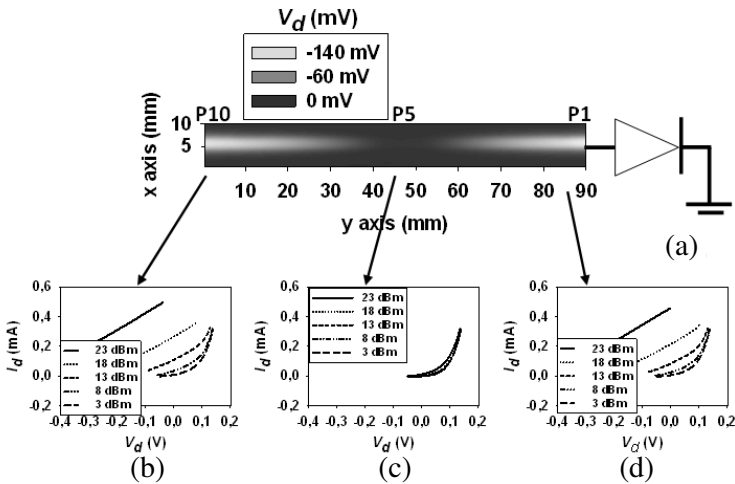 V_d (mV)
-140 mV
-60 mV
0 mV
P10 P5 P1
x axis (mm)
10
5
10 20 30 40 50 60 70 80 90
y axis (mm)
(a)
I_d (mA)
0,6
0,4
0,2
0,0
-0,2
23 dBm
18 dBm
13 dBm
8 dBm
3 dBm
-0,4 -0,3 -0,2 -0,1 0,0 0,1 0,2
V_d (V)
(b)
I_d (mA)
0,6
0,4
0,2
0,0
-0,2
23 dBm
18 dBm
13 dBm
8 dBm
3 dBm
-0,4 -0,3 -0,2 -0,1 0,0 0,1 0,2
V_d (V)
(c)
I_d (mA)
0,6
0,4
0,2
0,0
-0,2
23 dBm
18 dBm
13 dBm
8 dBm
3 dBm
-0,4 -0,3 -0,2 -0,1 0,0 0,1 0,2
V_d (V)
(d)